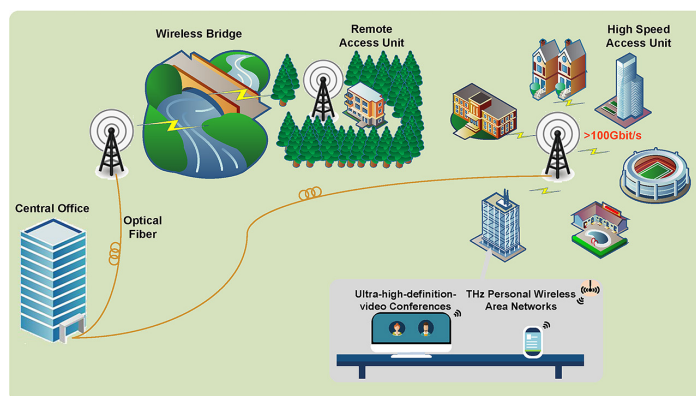 Wireless Bridge
Remote
Access Unit
High Speed
Access Unit
>100Gbit/s
Central Office
Optical
Fiber
Ultra-high-definition-
video Conferences
THz Personal Wireless
Area Networks